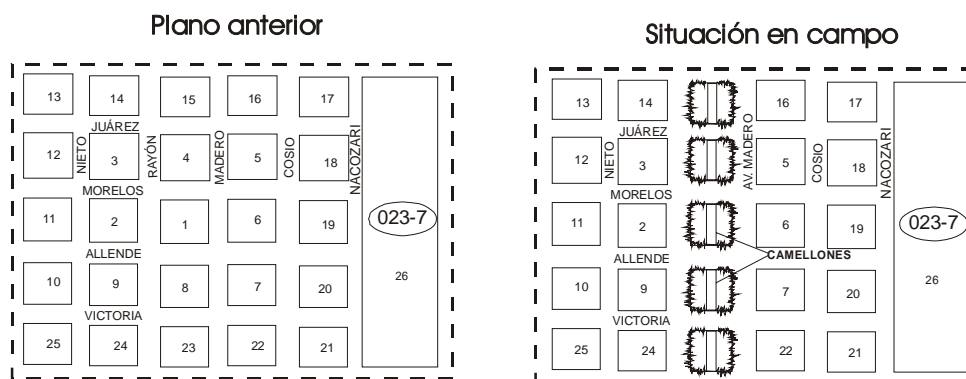 Plano anterior
13 14 15 16 17
JUÁREZ
12 NIETO 3 RAYÓN 4 MADERO 5 COSIO 18 NACOZARI
MORELOS
11 2 1 6 19 023-7
ALLENDE
10 9 8 7 20 26
VICTORIA
25 24 23 22 21
Situación en campo
13 14 16 17
JUÁREZ
12 NIETO 3 AV. MADERO 5 COSIO 18 NACOZARI
MORELOS
11 2 6 19 023-7
ALLENDE CAMELLONES
10 9 7 20 26
VICTORIA
25 24 22 21